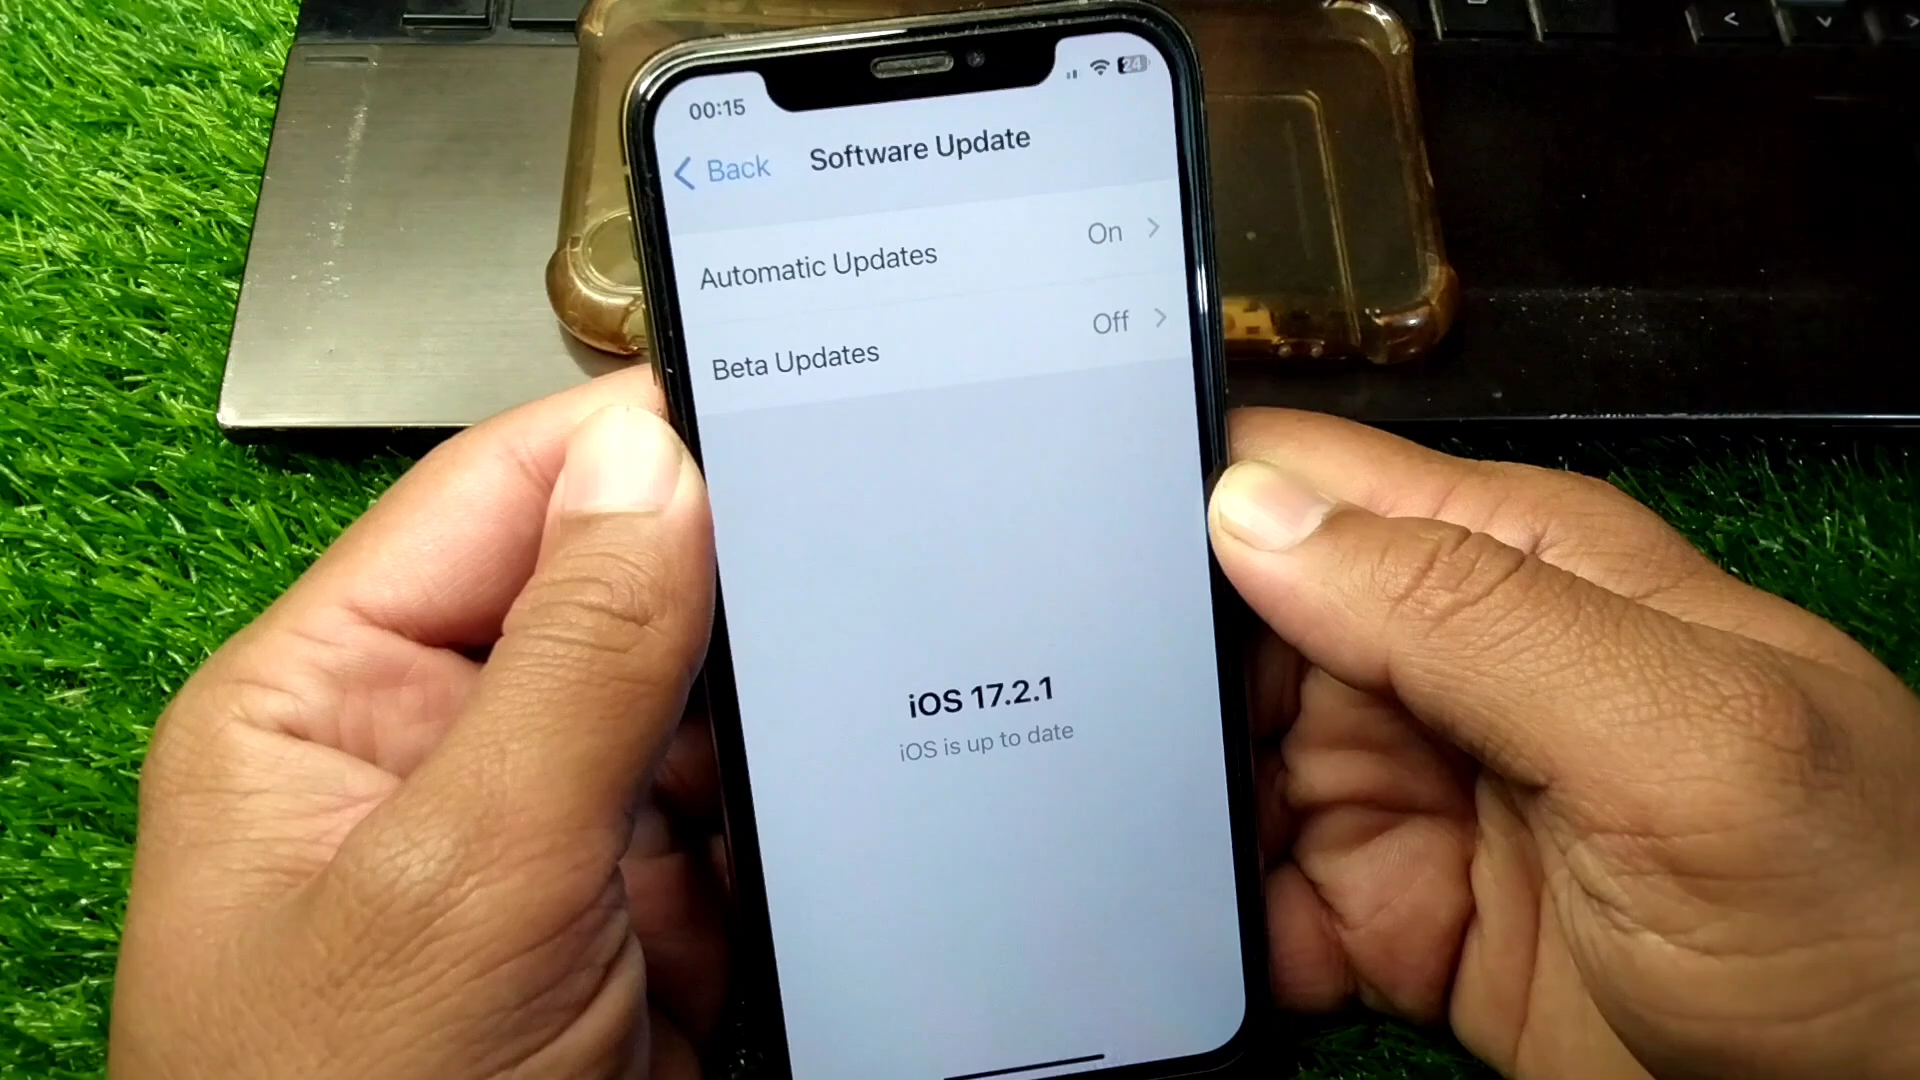 00:15
24
Back
Software Update
Automatic Updates
On
Beta Updates
Off
iOS 17.2.1
iOS is up to date